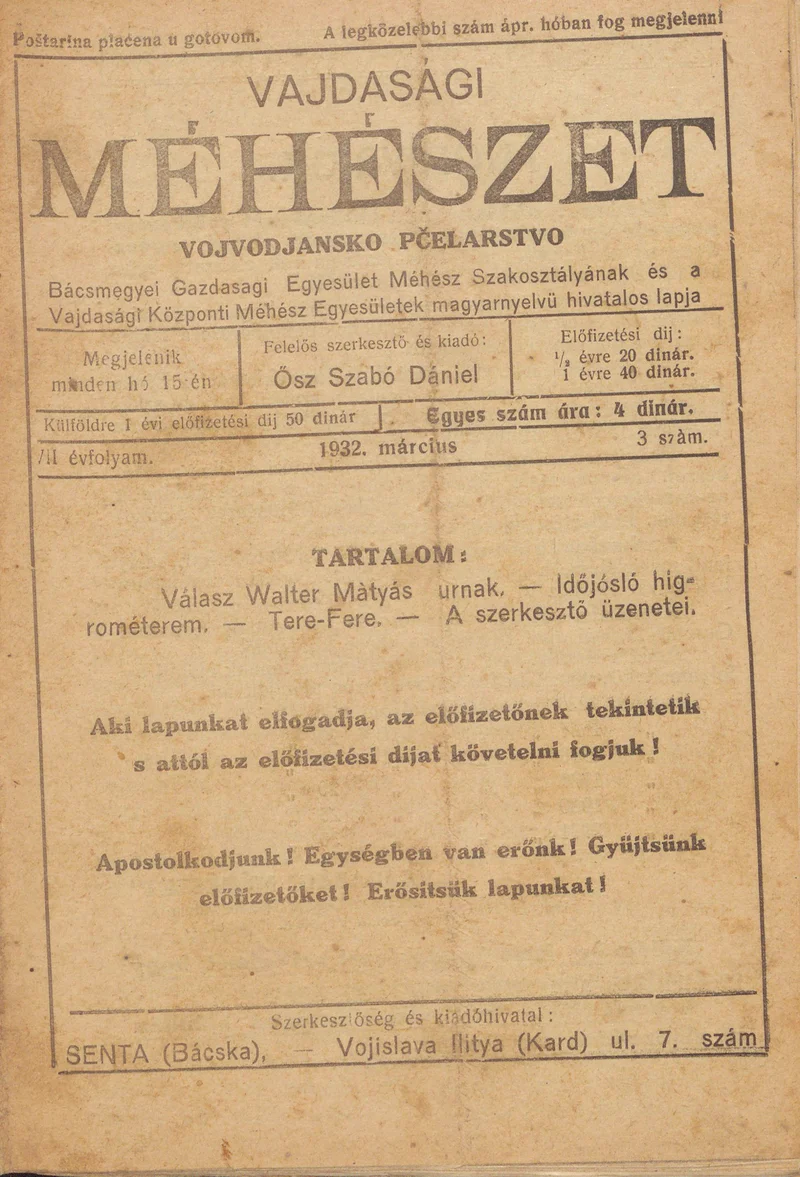 Poštarina plaćena u gotovom.
A legközelebbi szám ápr. hóban fog megjelenni
VAJDASÁGI
MÉHÉSZET
VOJVODJANSKO PČELARSTVO
Bácsmegyei Gazdasagi Egyesület Méhész Szakosztályának és a
Vajdasági Központi Méhész Egyesületek magyarnyelvü hivatalos lapja
Megjelenik
minden hó 15-én
Felelős szerkesztő és kiadó:
Ősz Szabó Dániel
Előfizetési dij:
1/2 évre 20 dinár.
1 évre 40 dinár.
Külföldre 1 évi előfizetési dij 50 dinár
Egyes szám ára: 4 dinár.
évfolyam.
1932. március
3 szàm.
TARTALOM:
Válasz Walter Màtyás urnak. — Időjósló hig-
rométerem. — Tere-Fere. — A szerkesztő üzenetei.
Aki lapunkat elfogadja, az előfizetőnek tekintetik
s attól az előfizetési dijat követelni fogjuk!
Apostolkodjunk! Egységben van erőnk! Gyüjtsünk
előfizetőket! Erősitsük lapunkat!
Szerkesztőség és kiadóhivatal:
SENTA (Bácska), — Vojislava Ilitya (Kard) ul. 7. szám